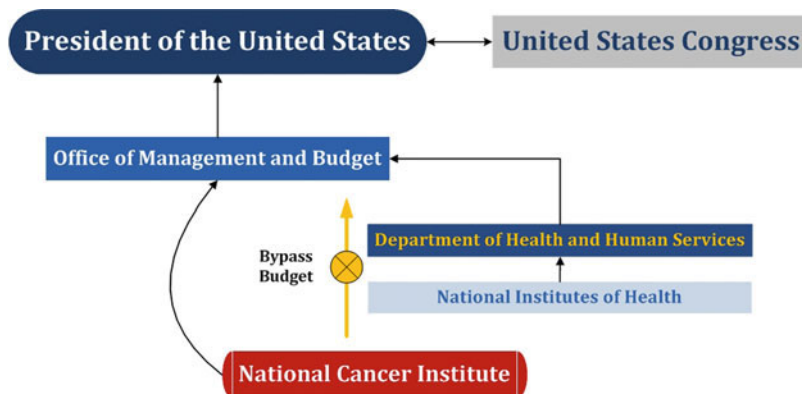 President of the United States
United States Congress
Office of Management and Budget
Department of Health and Human Services
Bypass
Budget
National Institutes of Health
National Cancer Institute